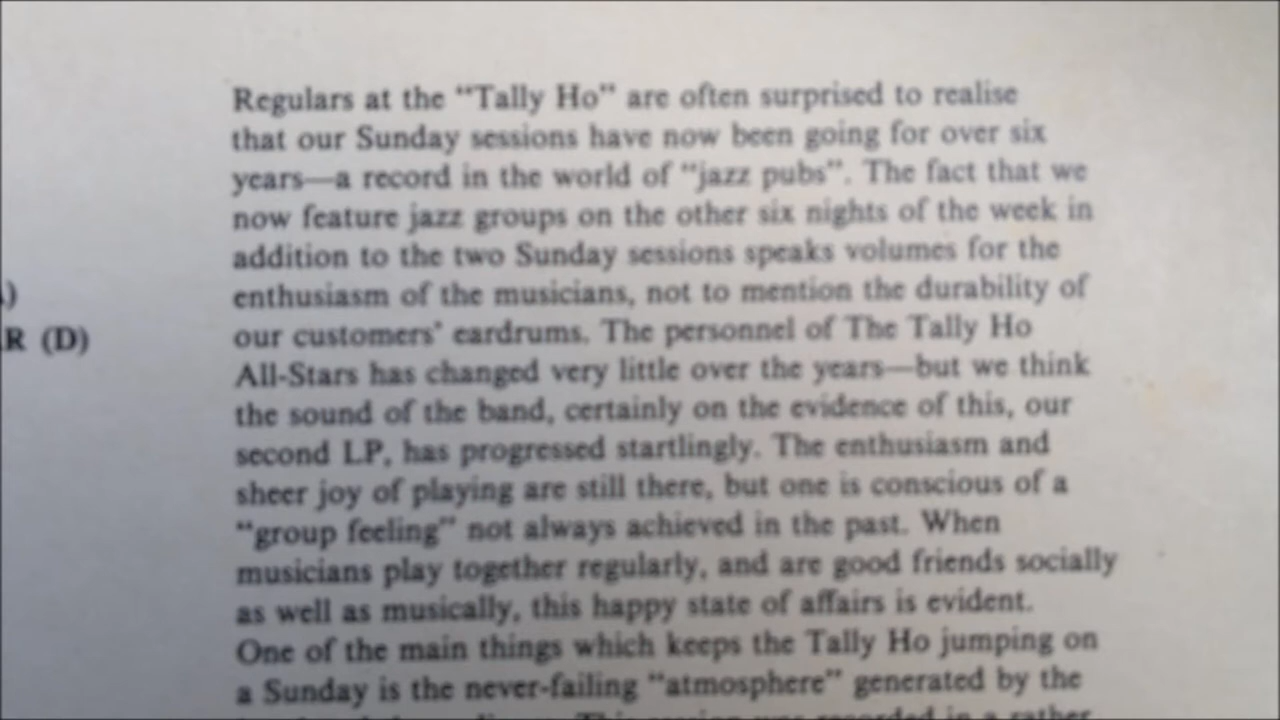 Regulars at the “Tally Ho” are often surprised to realise
that our Sunday sessions have now been going for over six
years—a record in the world of “jazz pubs”. The fact that we
now feature jazz groups on the other six nights of the week in
addition to the two Sunday sessions speaks volumes for the
enthusiasm of the musicians, not to mention the durability of
)
our customers’ eardrums. The personnel of The Tally Ho
R (D)
All-Stars has changed very little over the years—but we think
the sound of the band, certainly on the evidence of this, our
second LP, has progressed startlingly. The enthusiasm and
sheer joy of playing are still there, but one is conscious of a
“group feeling” not always achieved in the past. When
musicians play together regularly, and are good friends socially
as well as musically, this happy state of affairs is evident.
One of the main things which keeps the Tally Ho jumping on
a Sunday is the never-failing “atmosphere” generated by the
This session was recorded in a rather